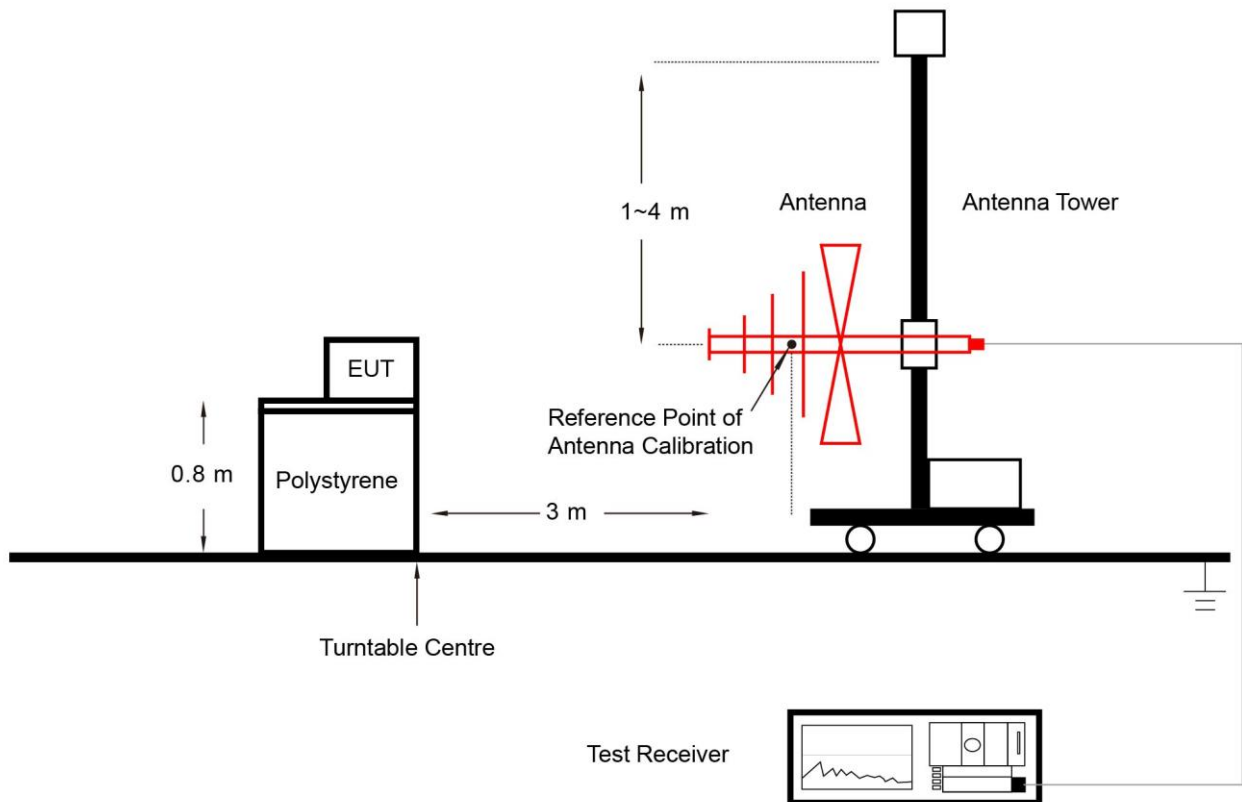 1~4 m
Antenna
Antenna Tower
EUT
Reference Point of
Antenna Calibration
0.8 m
Polystyrene
3 m
Turntable Centre
Test Receiver